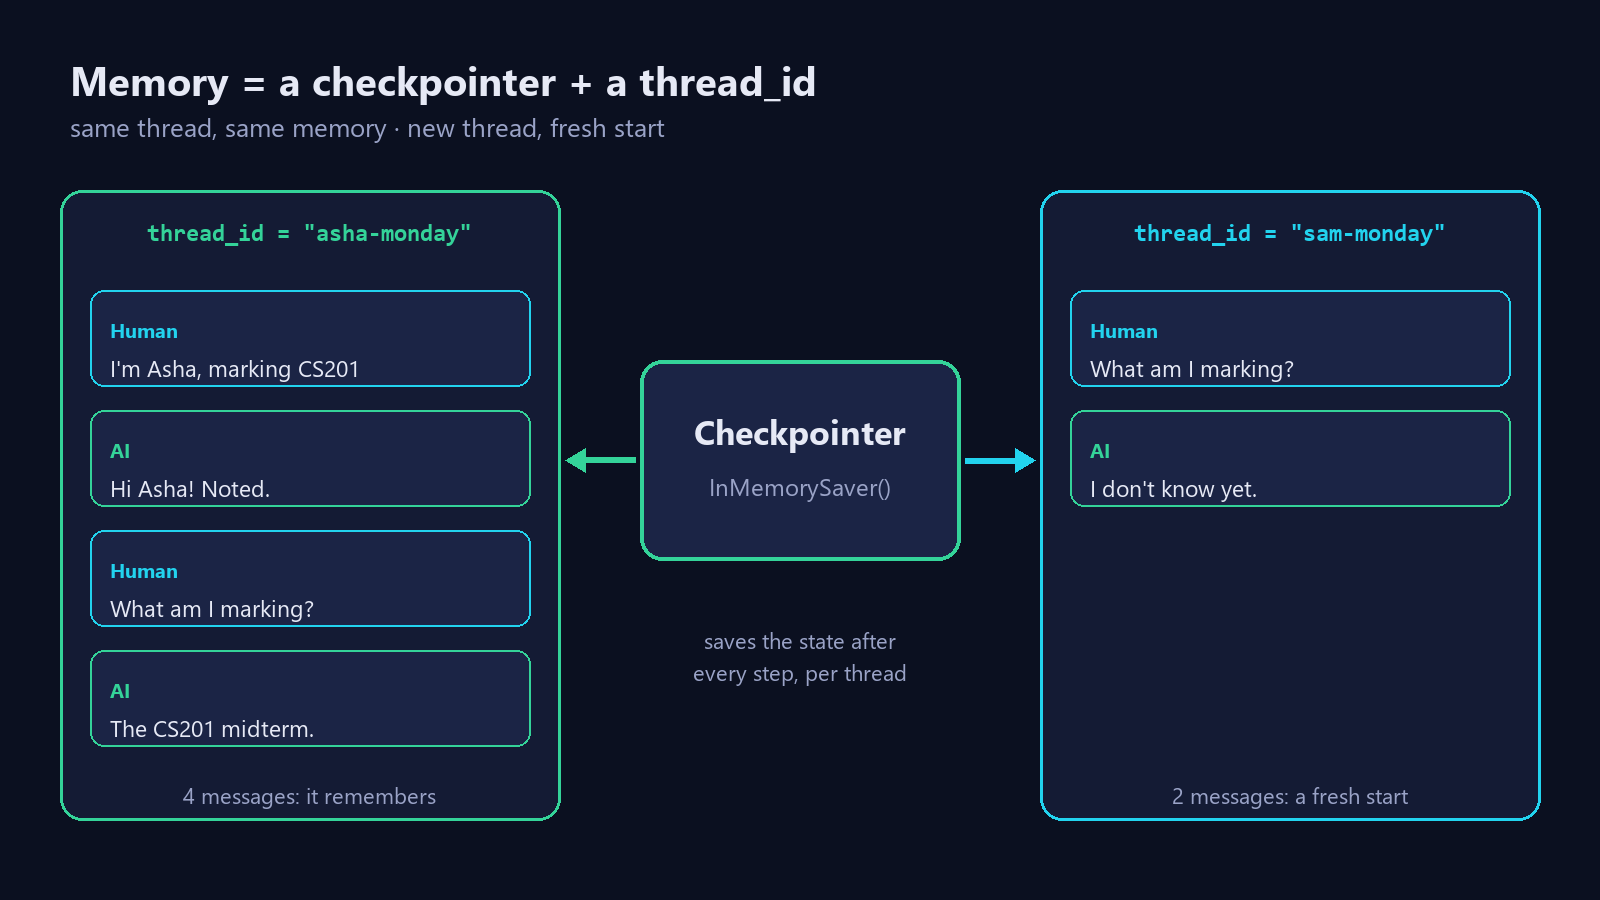 Memory = a checkpointer + a thread_id
same thread, same memory · new thread, fresh start
thread_id = "asha-monday"
Human
I'm Asha, marking CS201
AI
Hi Asha! Noted.
Human
What am I marking?
AI
The CS201 midterm.
4 messages: it remembers
Checkpointer
InMemorySaver()
saves the state after
every step, per thread
thread_id = "sam-monday"
Human
What am I marking?
AI
I don't know yet.
2 messages: a fresh start